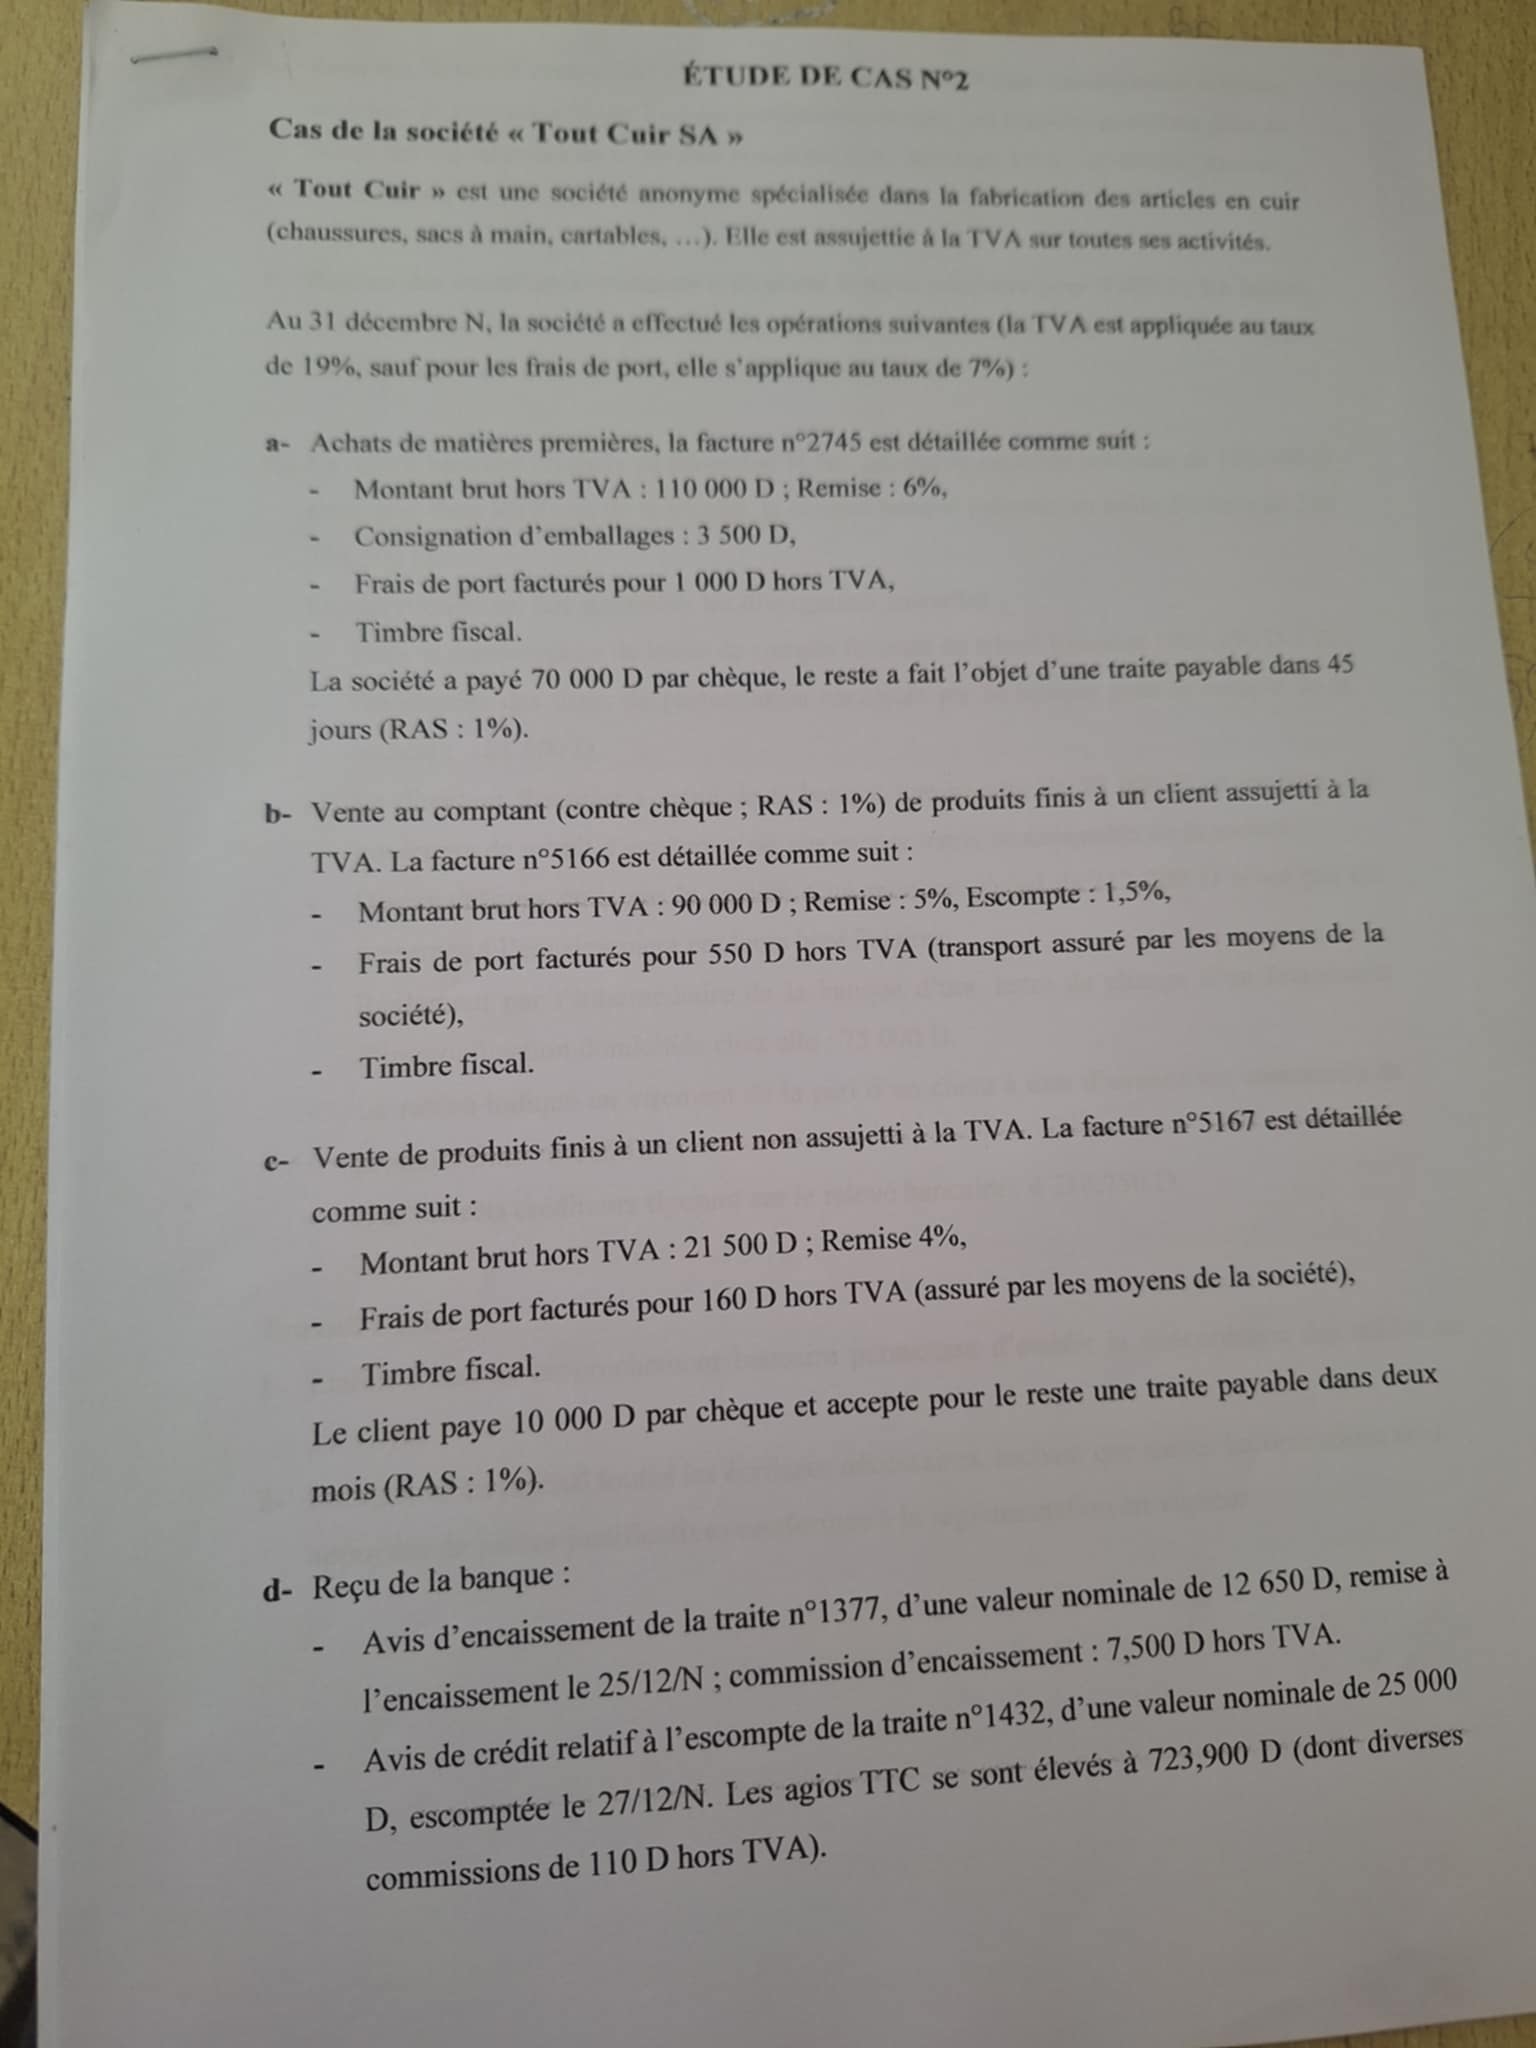 ÉTUDE DE CAS N°2
Cas de la société « Tout Cuir SA »
« Tout Cuir » est une société anonyme spécialisée dans la fabrication des articles en cuir
(chaussures, sacs à main, cartables, ...). Elle est assujettie à la TVA sur toutes ses activités.
Au 31 décembre N, la société a effectué les opérations suivantes (la TVA est appliquée au taux
de 19%, sauf pour les frais de port, elle s'applique au taux de 7%) :
a- Achats de matières premières, la facture n°2745 est détaillée comme suit :
- Montant brut hors TVA : 110 000 D ; Remise : 6%,
- Consignation d'emballages : 3 500 D,
- Frais de port facturés pour 1 000 D hors TVA,
- Timbre fiscal.
La société a payé 70 000 D par chèque, le reste a fait l'objet d'une traite payable dans 45
jours (RAS : 1%).
b- Vente au comptant (contre chèque ; RAS : 1%) de produits finis à un client assujetti à la
TVA. La facture n°5166 est détaillée comme suit :
- Montant brut hors TVA : 90 000 D ; Remise : 5%, Escompte : 1,5%,
- Frais de port facturés pour 550 D hors TVA (transport assuré par les moyens de la
société),
- Timbre fiscal.
c- Vente de produits finis à un client non assujetti à la TVA. La facture n°5167 est détaillée
comme suit :
- Montant brut hors TVA : 21 500 D ; Remise 4%,
- Frais de port facturés pour 160 D hors TVA (assuré par les moyens de la société),
- Timbre fiscal.
Le client paye 10 000 D par chèque et accepte pour le reste une traite payable dans deux
mois (RAS : 1%).
d- Reçu de la banque :
- Avis d'encaissement de la traite n°1377, d'une valeur nominale de 12 650 D, remise à
l'encaissement le 25/12/N ; commission d'encaissement : 7,500 D hors TVA.
- Avis de crédit relatif à l'escompte de la traite n°1432, d'une valeur nominale de 25 000
D, escomptée le 27/12/N. Les agios TTC se sont élevés à 723,900 D (dont diverses
commissions de 110 D hors TVA).